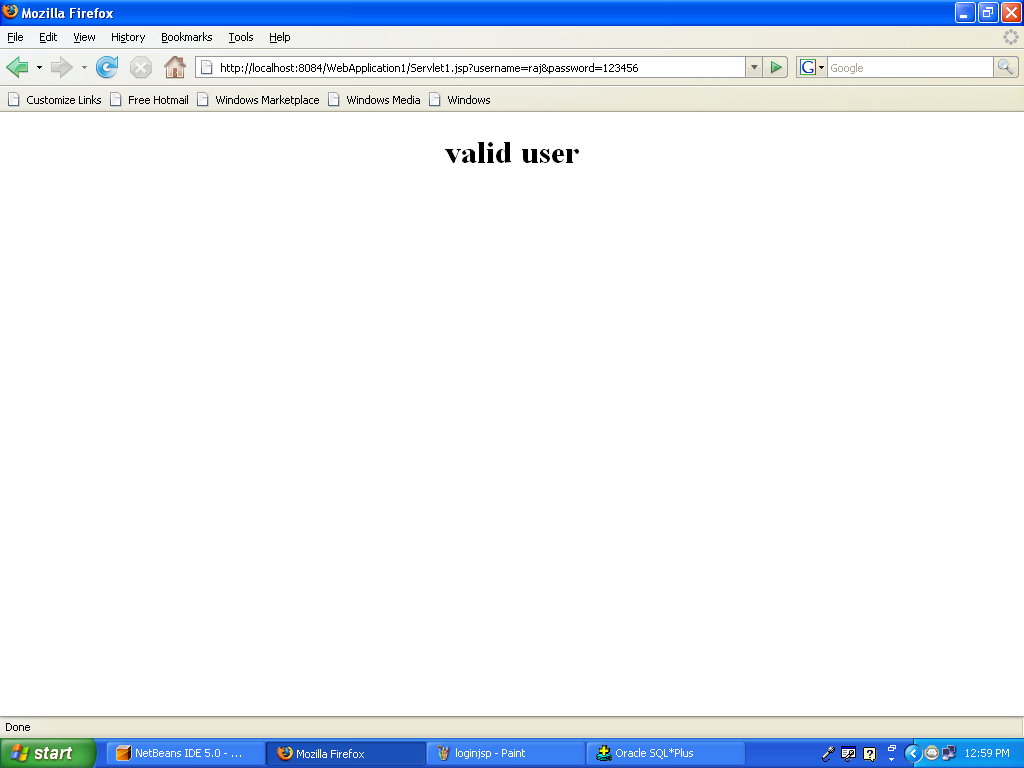 Mozilla Firefox
File Edit View History Bookmarks Tools Help
http://localhost:8084/WebApplication1/Servlet1.jsp?username=raj&password=123456 G Google
Customize Links Free Hotmail Windows Marketplace Windows Media Windows
valid user
Done
start NetBeans IDE 5.0 - ... Mozilla Firefox loginjsp - Paint Oracle SQL*Plus 12:59 PM